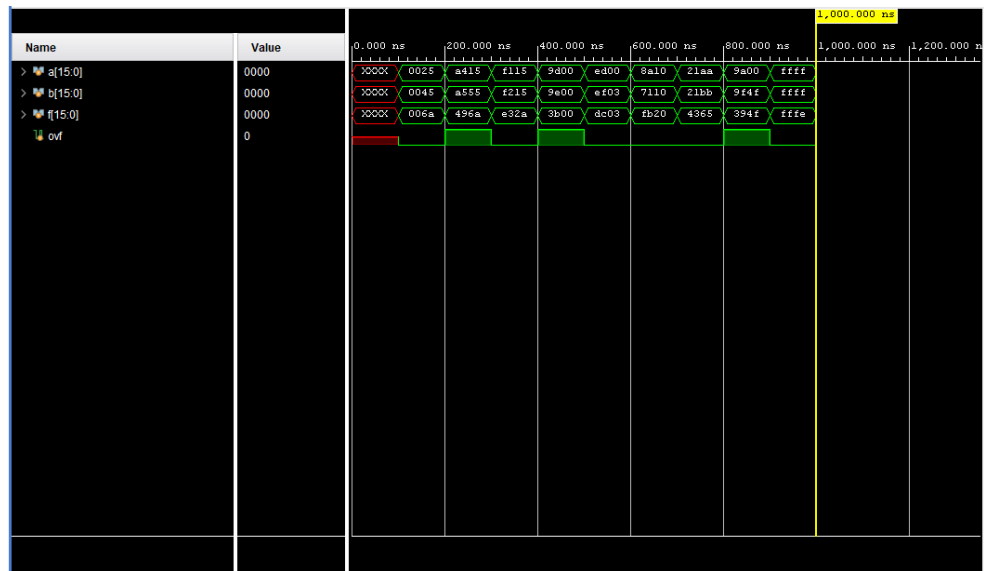 1,000.000 ns
Name Value 0.000 ns 200.000 ns 400.000 ns 600.000 ns 800.000 ns 1,000.000 ns 1,200.000 n
> a[15:0] 0000 XXXX 0025 a415 f115 9d00 ed00 8a10 21aa 9a00 ffff
> b[15:0] 0000 XXXX 0045 a555 f215 9e00 ef03 7110 21bb 9f4f ffff
> f[15:0] 0000 XXXX 006a 496a e32a 3b00 dc03 fb20 4365 394f fffe
ovf 0